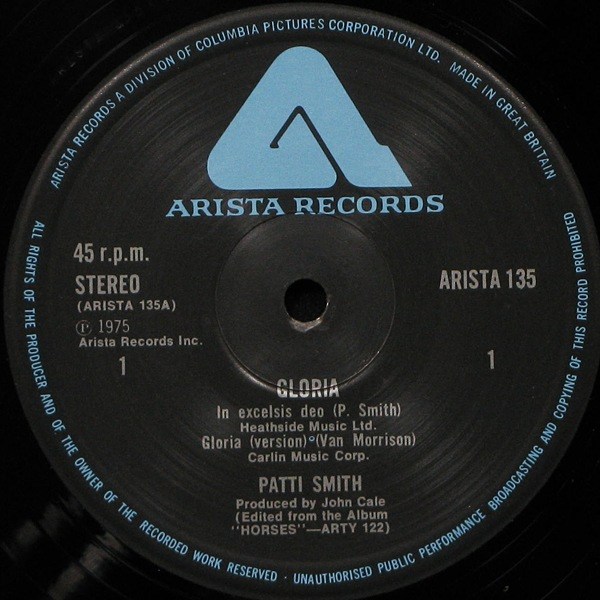 ARISTA RECORDS A DIVISION OF COLUMBIA PICTURES CORPORATION LTD. MADE IN GREAT BRITAIN
ARISTA RECORDS
45 r.p.m.
STEREO
ARISTA 135
(ARISTA 135A)
℗ 1975
Arista Records Inc.
1
1
GLORIA
In excelsis deo (P. Smith)
Heathside Music Ltd.
Gloria (version)°(Van Morrison)
Carlin Music Corp.
PATTI SMITH
Produced by John Cale
(Edited from the Album
"HORSES"—ARTY 122)
ALL RIGHTS OF THE PRODUCER AND OF THE OWNER OF THE RECORDED WORK RESERVED · UNAUTHORISED PUBLIC PERFORMANCE BROADCASTING AND COPYING OF THIS RECORD PROHIBITED